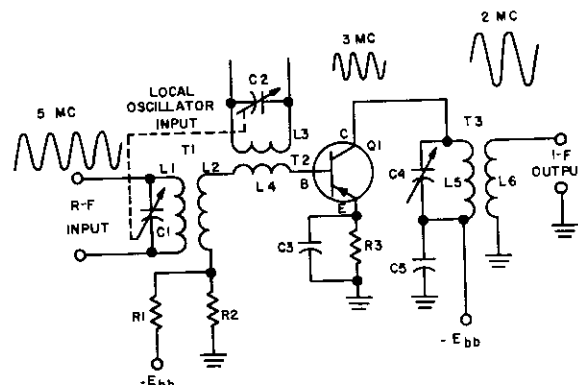 2 MC
3 MC
LOCAL
OSCILLATOR
INPUT
C2
5 MC
T1
L3
C
Q1
T3
L1
L2
T2
L4
B
C4
L5
L6
I-F
OUTPUT
R-F
INPUT
C1
E
C3
R3
C5
R1
R2
-Ebb
-Ebb